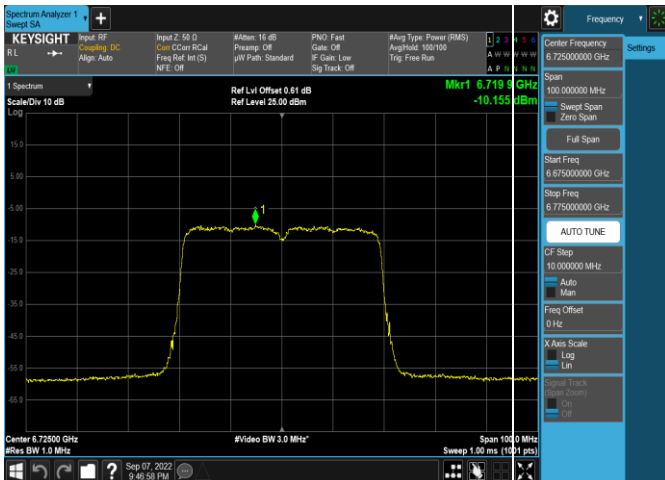 Spectrum Analyzer 1
Swept SA
Frequency
Settings
KEYSIGHT
RL
LV
Input: RF
Coupling: DC
Align: Auto
Input Z: 50 Ω
Corr CCorr RCal
Freq Ref: Int (S)
NFE: Off
#Atten: 16 dB
Preamp: Off
µW Path: Standard
PNO: Fast
Gate: Off
IF Gain: Low
Sig Track: Off
#Avg Type: Power (RMS)
Avg|Hold: 100/100
Trig: Free Run
1 2 3 4 5 6
A W W W W W
A P N N N N
1 Spectrum
Scale/Div 10 dB
Log
Ref Lvl Offset 0.61 dB
Ref Level 25.00 dBm
Mkr1 6.719 9 GHz
-10.155 dBm
15.0
5.00
-5.00
-15.0
-25.0
-35.0
-45.0
-55.0
-65.0
1
Center 6.72500 GHz
#Res BW 1.0 MHz
#Video BW 3.0 MHz*
Span 100.0 MHz
Sweep 1.00 ms (1001 pts)
Center Frequency
6.725000000 GHz
Span
100.000000 MHz
Swept Span
Zero Span
Full Span
Start Freq
6.675000000 GHz
Stop Freq
6.775000000 GHz
AUTO TUNE
CF Step
10.000000 MHz
Auto
Man
Freq Offset
0 Hz
X Axis Scale
Log
Lin
Signal Track
(Span Zoom)
On
Off
Sep 07, 2022
9:46:58 PM